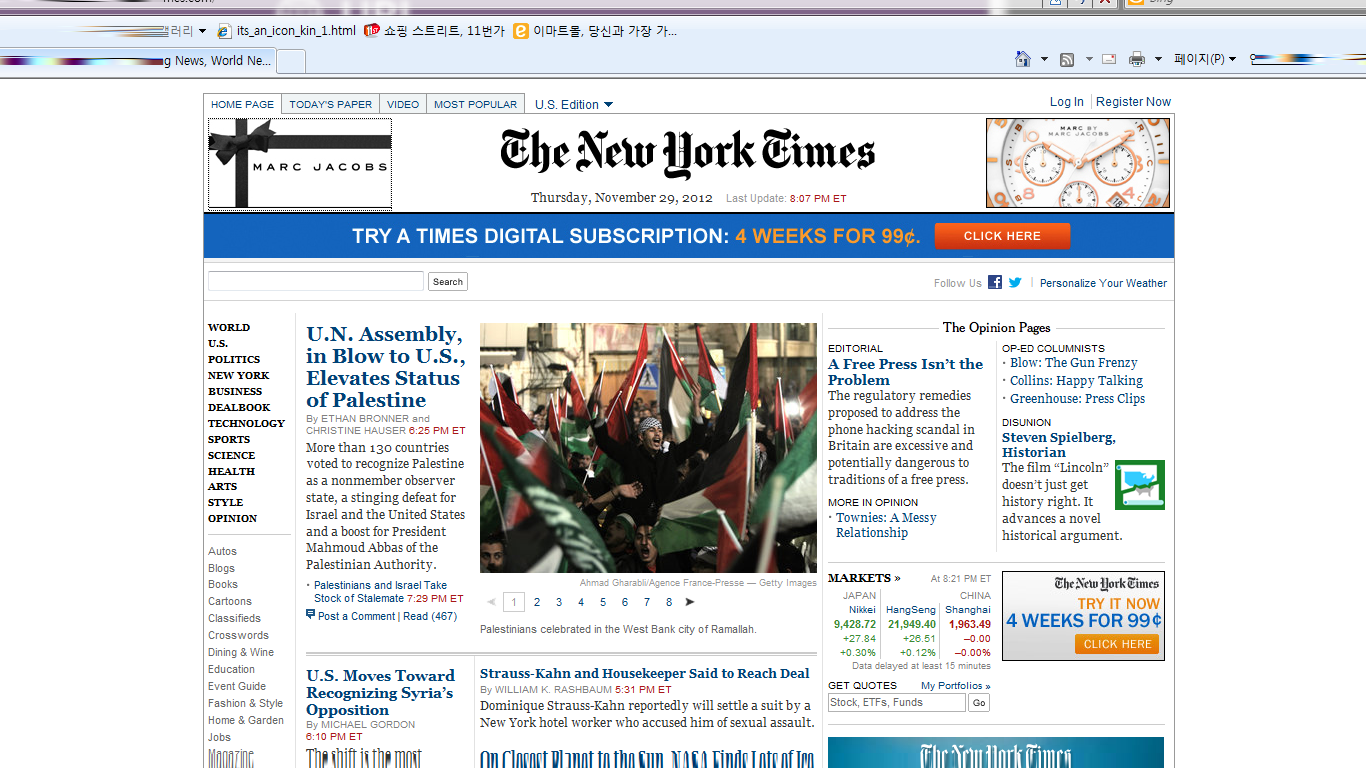 mes.com/
Bing
갤러리
its_an_icon_kin_1.html
쇼핑 스트리트, 11번가
이마트몰, 당신과 가장 가...
g News, World Ne...
페이지(P)
HOME PAGE
TODAY'S PAPER
VIDEO
MOST POPULAR
U.S. Edition
Log In
Register Now
MARC JACOBS
The New York Times
MARC BY
MARC JACOBS
Thursday, November 29, 2012
Last Update: 8:07 PM ET
TRY A TIMES DIGITAL SUBSCRIPTION: 4 WEEKS FOR 99¢.
CLICK HERE
Search
Follow Us
Personalize Your Weather
WORLD
U.S.
POLITICS
NEW YORK
BUSINESS
DEALBOOK
TECHNOLOGY
SPORTS
SCIENCE
HEALTH
ARTS
STYLE
OPINION
Autos
Blogs
Books
Cartoons
Classifieds
Crosswords
Dining & Wine
Education
Event Guide
Fashion & Style
Home & Garden
Jobs
Magazine
U.N. Assembly,
in Blow to U.S.,
Elevates Status
of Palestine
By ETHAN BRONNER and
CHRISTINE HAUSER 6:25 PM ET
More than 130 countries
voted to recognize Palestine
as a nonmember observer
state, a stinging defeat for
Israel and the United States
and a boost for President
Mahmoud Abbas of the
Palestinian Authority.
· Palestinians and Israel Take
Stock of Stalemate 7:29 PM ET
Post a Comment | Read (467)
Ahmad Gharabli/Agence France-Presse — Getty Images
1 2 3 4 5 6 7 8
Palestinians celebrated in the West Bank city of Ramallah.
U.S. Moves Toward
Recognizing Syria's
Opposition
By MICHAEL GORDON
6:10 PM ET
The shift is the most
Strauss-Kahn and Housekeeper Said to Reach Deal
By WILLIAM K. RASHBAUM 5:31 PM ET
Dominique Strauss-Kahn reportedly will settle a suit by a
New York hotel worker who accused him of sexual assault.
On Closest Planet to the Sun, NASA Finds Lots of Ice
The Opinion Pages
EDITORIAL
A Free Press Isn't the
Problem
The regulatory remedies
proposed to address the
phone hacking scandal in
Britain are excessive and
potentially dangerous to
traditions of a free press.
MORE IN OPINION
· Townies: A Messy
Relationship
OP-ED COLUMNISTS
· Blow: The Gun Frenzy
· Collins: Happy Talking
· Greenhouse: Press Clips
DISUNION
Steven Spielberg,
Historian
The film “Lincoln”
doesn't just get
history right. It
advances a novel
historical argument.
MARKETS »
At 8:21 PM ET
JAPAN CHINA
Nikkei HangSeng Shanghai
9,428.72 21,949.40 1,963.49
+27.84 +26.51 –0.00
+0.30% +0.12% –0.00%
Data delayed at least 15 minutes
GET QUOTES
My Portfolios »
Stock, ETFs, Funds
Go
The New York Times
TRY IT NOW
4 WEEKS FOR 99¢
CLICK HERE
The New York Times